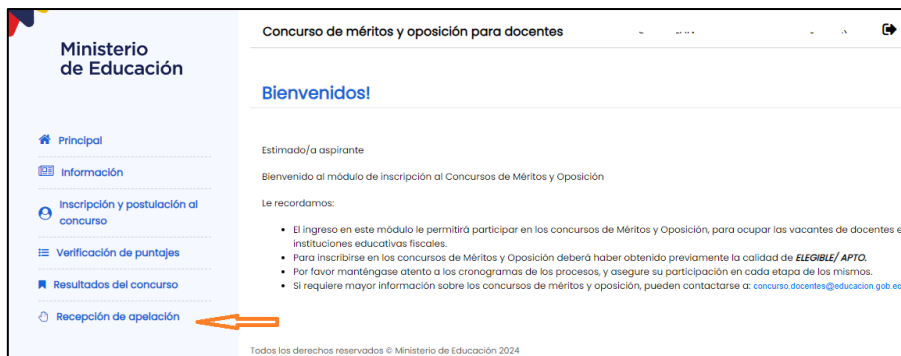 Ministerio
de Educación
Principal
Información
Inscripción y postulación al
concurso
Verificación de puntajes
Resultados del concurso
Recepción de apelación
Concurso de méritos y oposición para docentes
Bienvenidos!
Estimado/a aspirante
Bienvenido al módulo de inscripción al Concursos de Méritos y Oposición
Le recordamos:
El ingreso en este módulo le permitirá participar en los concursos de Méritos y Oposición, para ocupar las vacantes de docentes e
instituciones educativas fiscales.
Para inscribirse en los concursos de Méritos y Oposición deberá haber obtenido previamente la calidad de ELEGIBLE/ APTO.
Por favor manténgase atento a los cronogramas de los procesos, y asegure su participación en cada etapa de los mismos.
Si requiere mayor información sobre los concursos de méritos y oposición, pueden contactarse a: concurso.docentes@educacion.gob.ec
Todos los derechos reservados © Ministerio de Educación 2024